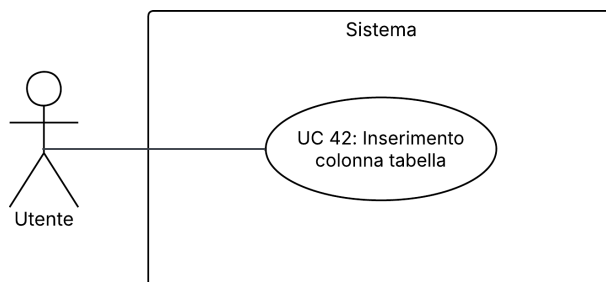 Sistema
UC 42: Inserimento
colonna tabella
Utente